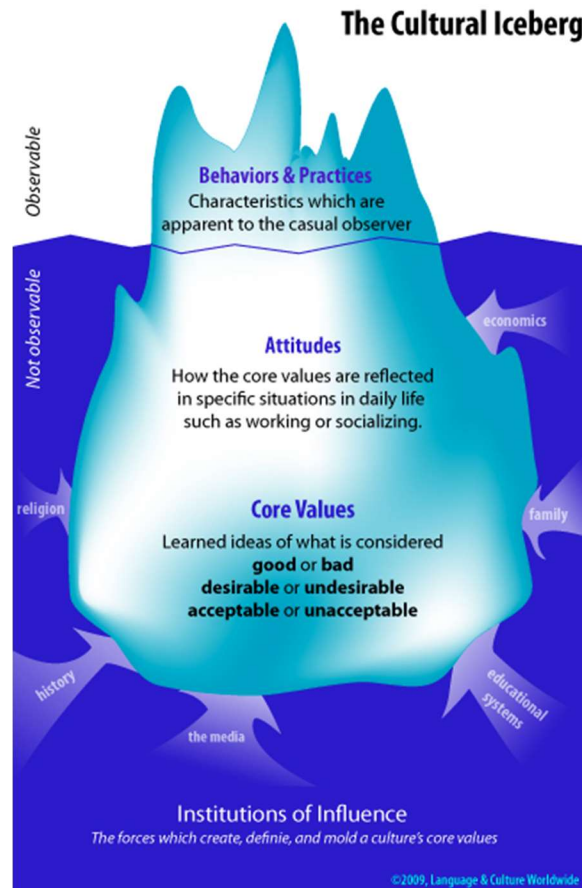 The Cultural Iceberg
Observable
Behaviors & Practices
Characteristics which are
apparent to the casual observer
Not observable
economics
Attitudes
How the core values are reflected
in specific situations in daily life
such as working or socializing.
religion
family
Core Values
Learned ideas of what is considered
good or bad
desirable or undesirable
acceptable or unacceptable
history
educational
systems
the media
Institutions of Influence
The forces which create, definie, and mold a culture's core values
©2009, Language & Culture Worldwide